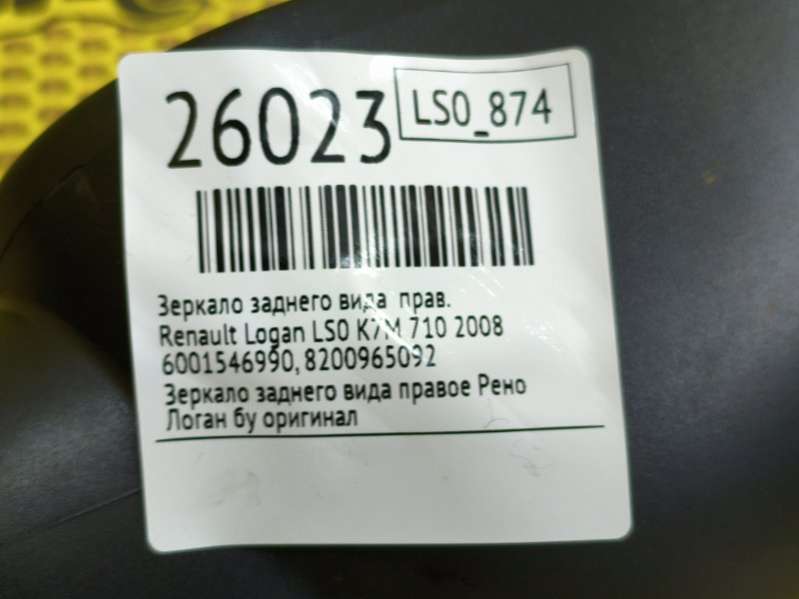 26023
LS0_874
Зеркало заднего вида прав.
Renault Logan LS0 K7M 710 2008
6001546990, 8200965092
Зеркало заднего вида правое Рено
Логан бу оригинал